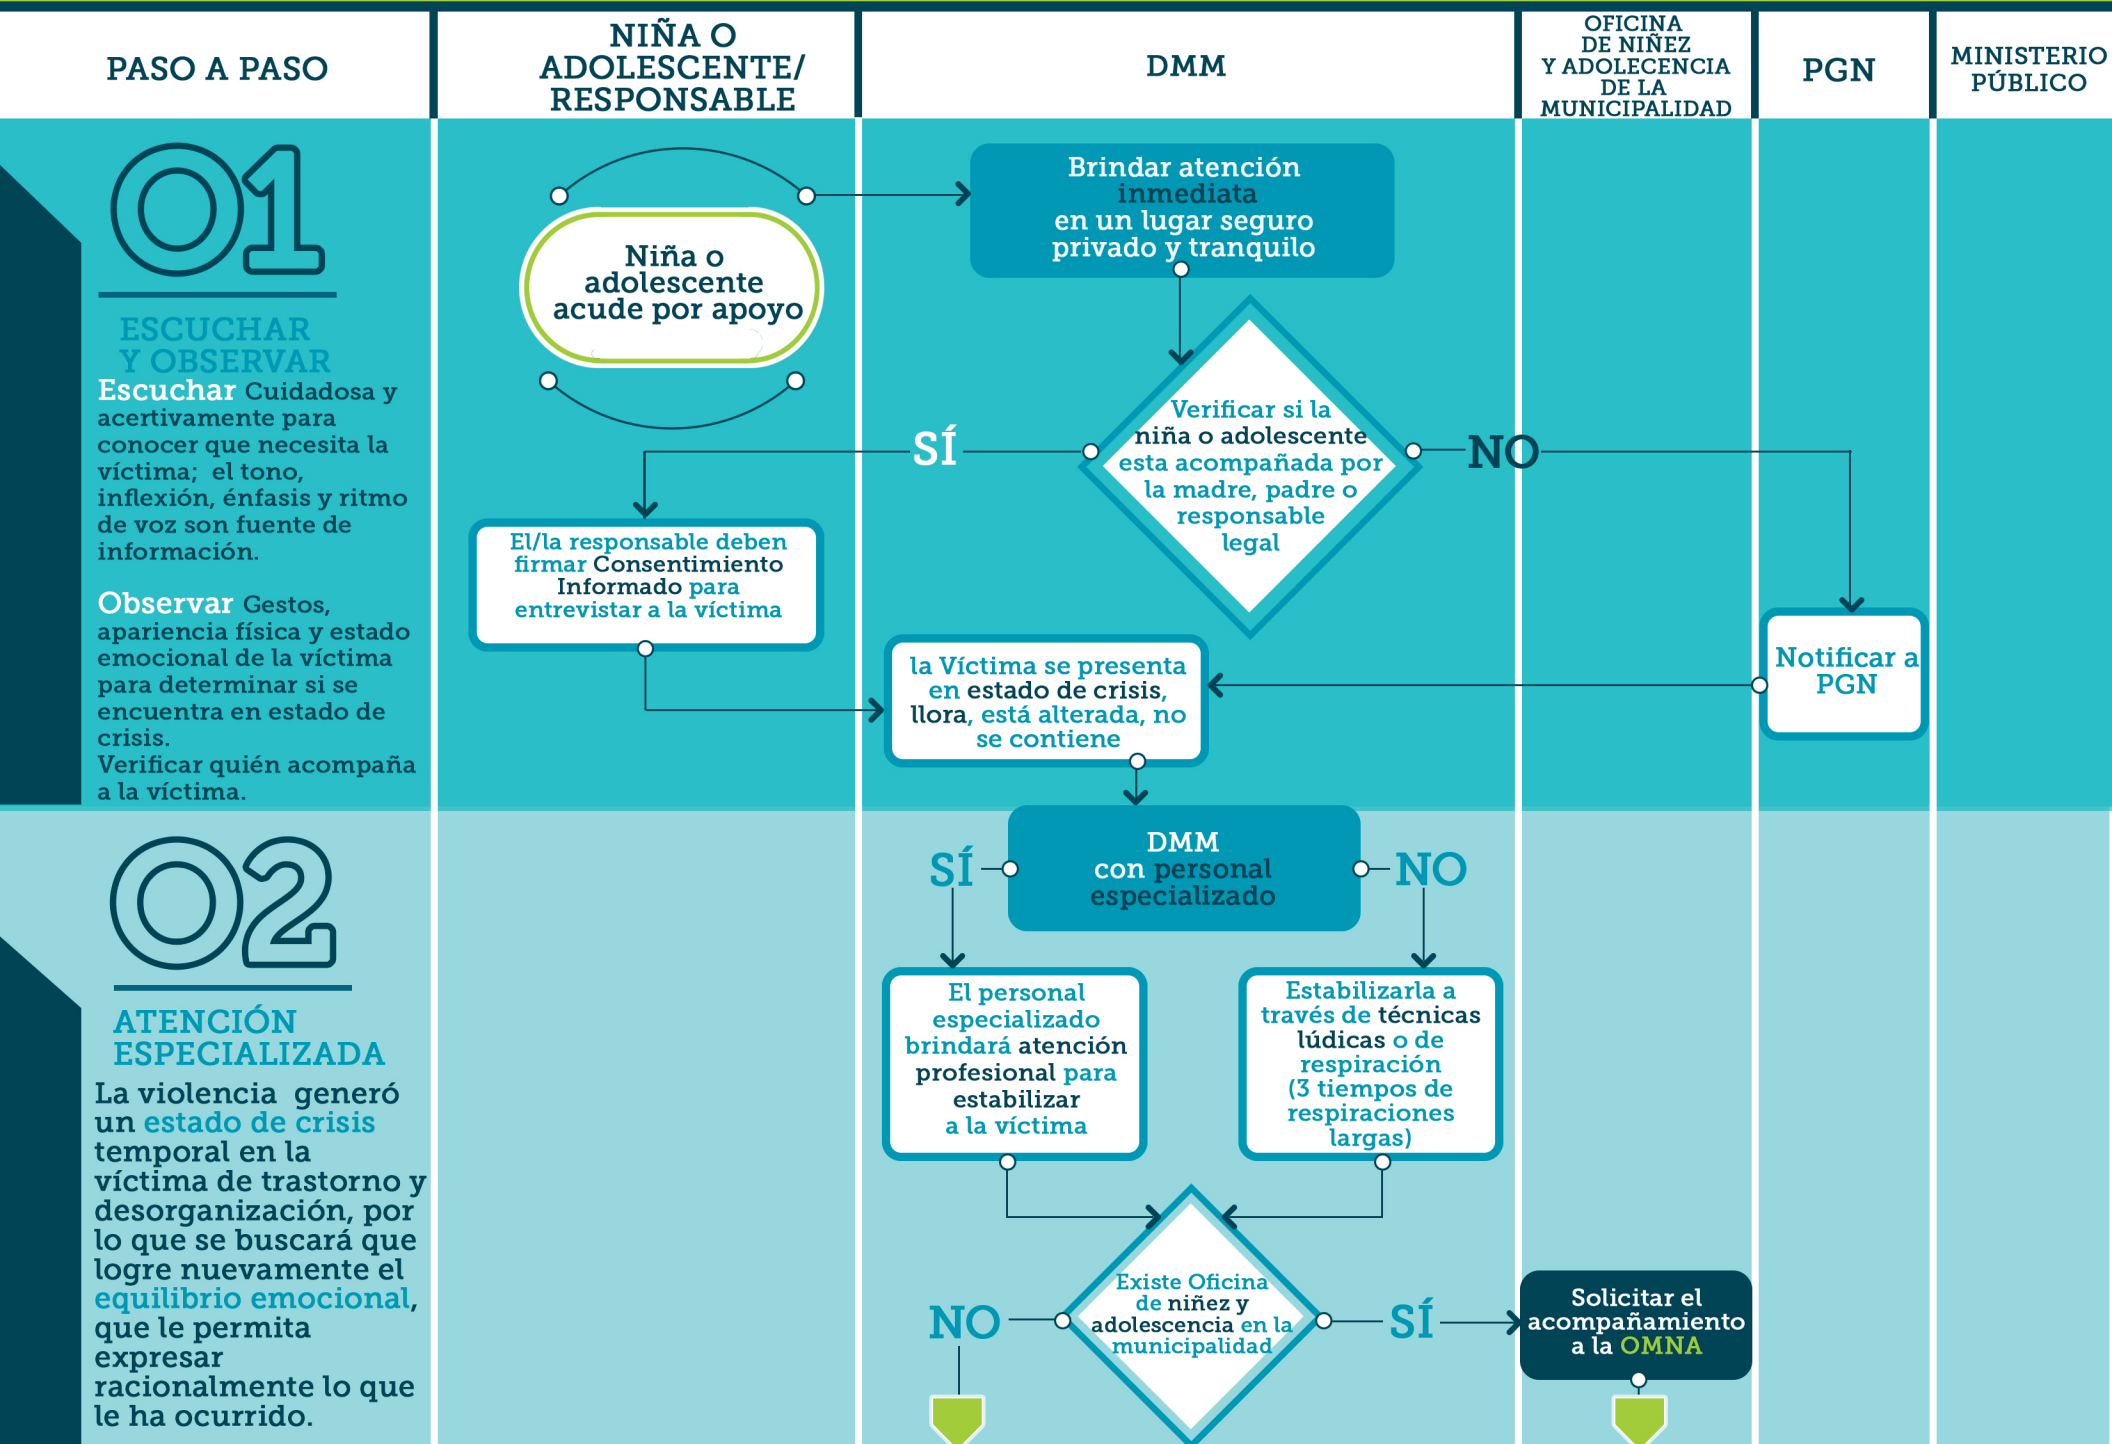 PASO A PASO
NIÑA O
ADOLESCENTE/
RESPONSABLE
DMM
OFICINA
DE NIÑEZ
Y ADOLECENCIA
DE LA
MUNICIPALIDAD
PGN
MINISTERIO
PÚBLICO
01
ESCUCHAR
Y OBSERVAR
Escuchar Cuidadosa y
acertivamente para
conocer que necesita la
víctima; el tono,
inflexión, énfasis y ritmo
de voz son fuente de
información.
Observar Gestos,
apariencia física y estado
emocional de la víctima
para determinar si se
encuentra en estado de
crisis.
Verificar quién acompaña
a la víctima.
Niña o
adolescente
acude por apoyo
Brindar atención
inmediata
en un lugar seguro
privado y tranquilo
Verificar si la
niña o adolescente
esta acompañada por
la madre, padre o
responsable
legal
SÍ
NO
El/la responsable deben
firmar Consentimiento
Informado para
entrevistar a la víctima
Notificar a
PGN
la Víctima se presenta
en estado de crisis,
llora, está alterada, no
se contiene
02
ATENCIÓN
ESPECIALIZADA
La violencia generó
un estado de crisis
temporal en la
víctima de trastorno y
desorganización, por
lo que se buscará que
logre nuevamente el
equilibrio emocional,
que le permita
expresar
racionalmente lo que
le ha ocurrido.
DMM
con personal
especializado
SÍ
NO
El personal
especializado
brindará atención
profesional para
estabilizar
a la víctima
Estabilizarla a
través de técnicas
lúdicas o de
respiración
(3 tiempos de
respiraciones
largas)
Existe Oficina
de niñez y
adolescencia en la
municipalidad
NO
SÍ
Solicitar el
acompañamiento
a la OMNA